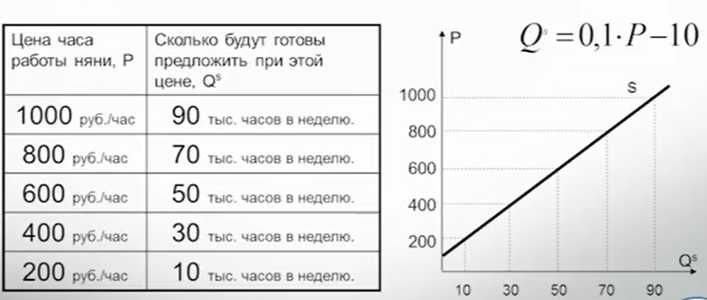 Цена часа работы няни, P
Сколько будут готовы предложить при этой цене, Qˢ
1000 руб./час 90 тыс. часов в неделю.
800 руб./час 70 тыс. часов в неделю.
600 руб./час 50 тыс. часов в неделю.
400 руб./час 30 тыс. часов в неделю.
200 руб./час 10 тыс. часов в неделю.
Qˢ = 0,1·P−10
P
S
1000
800
600
400
200
Qˢ
10 30 50 70 90